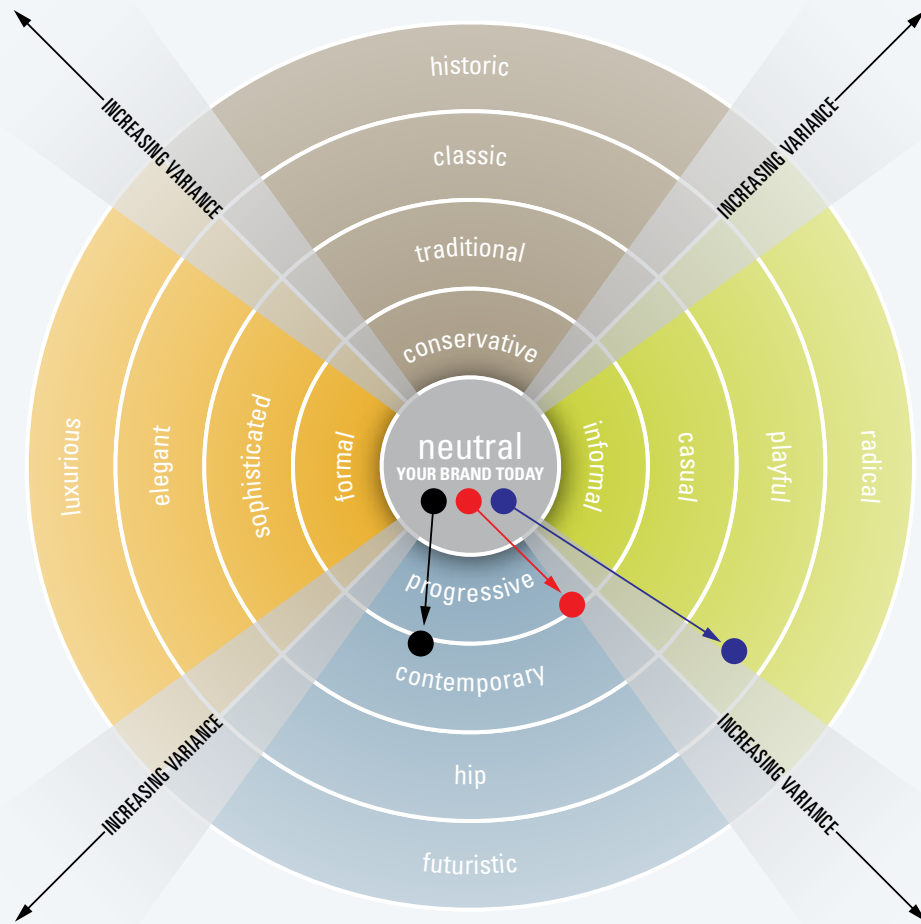 INCREASING VARIANCE
INCREASING VARIANCE
historic
classic
traditional
conservative
luxurious
elegant
sophisticated
formal
neutral
YOUR BRAND TODAY
informal
casual
playful
radical
progressive
contemporary
hip
futuristic
INCREASING VARIANCE
INCREASING VARIANCE